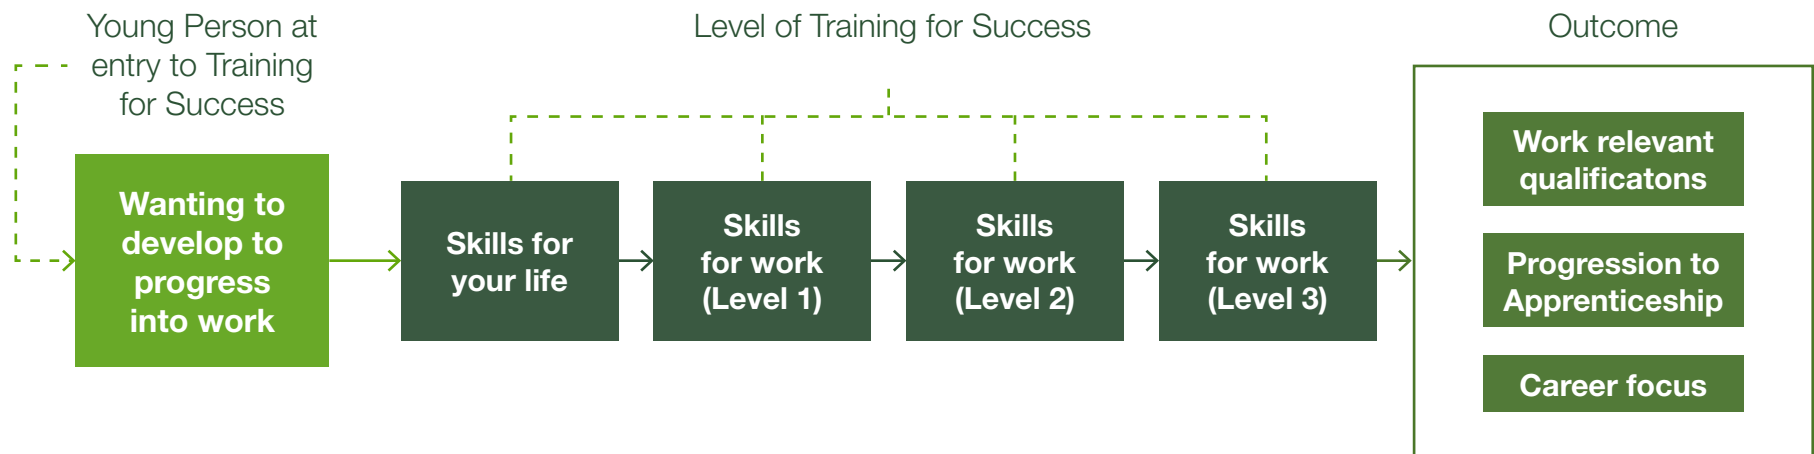 Young Person at
entry to Training
for Success
Level of Training for Success
Outcome
Wanting to
develop to
progress
into work
Skills for
your life
Skills
for work
(Level 1)
Skills
for work
(Level 2)
Skills
for work
(Level 3)
Work relevant
qualificatons
Progression to
Apprenticeship
Career focus